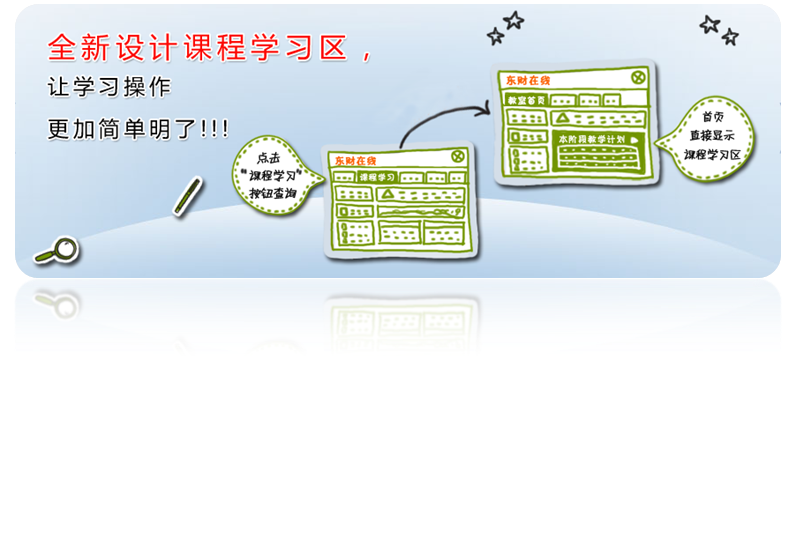 全新设计课程学习区，
让学习操作
更加简单明了!!!
点击
“课程学习”
按钮查询
东财在线
课程学习
东财在线
教室首页
本阶段教学计划
首页
直接显示
课程学习区